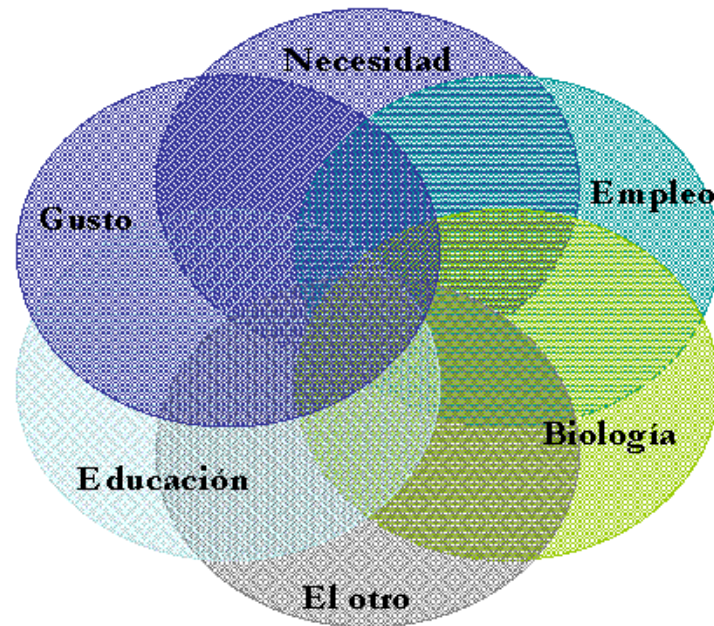 Necesidad
Empleo
Gusto
Biología
Educación
El otro